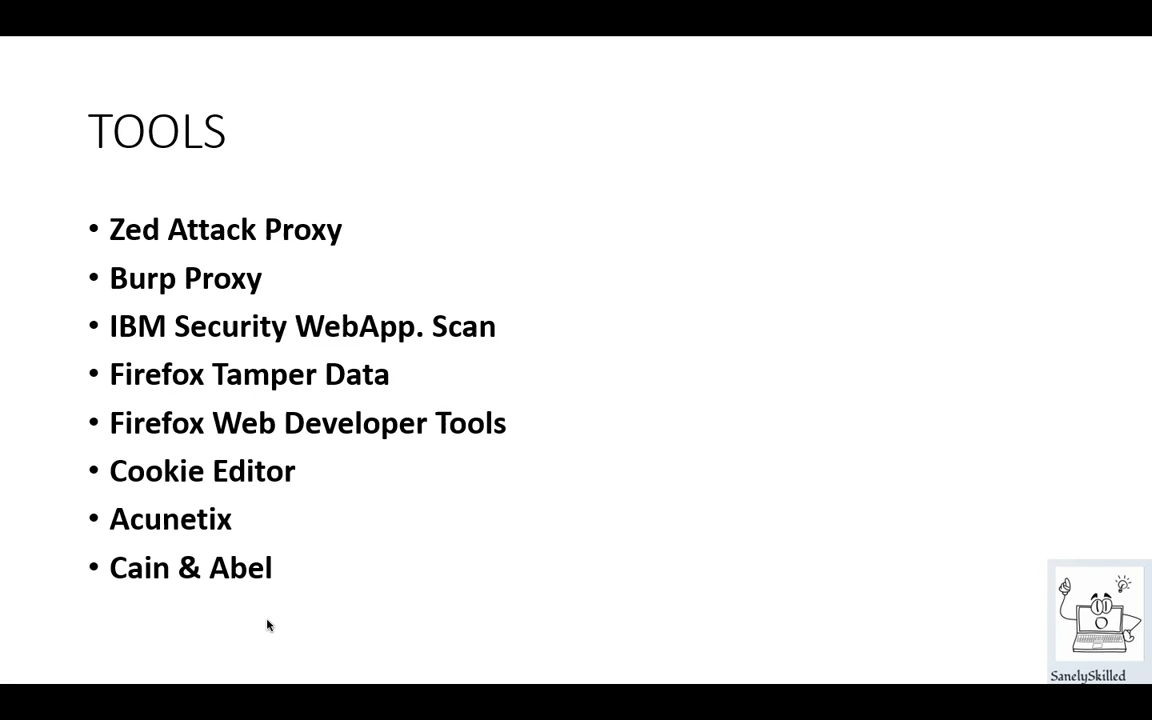 TOOLS
• Zed Attack Proxy
• Burp Proxy
• IBM Security WebApp. Scan
• Firefox Tamper Data
• Firefox Web Developer Tools
• Cookie Editor
• Acunetix
• Cain & Abel
SanelySkilled